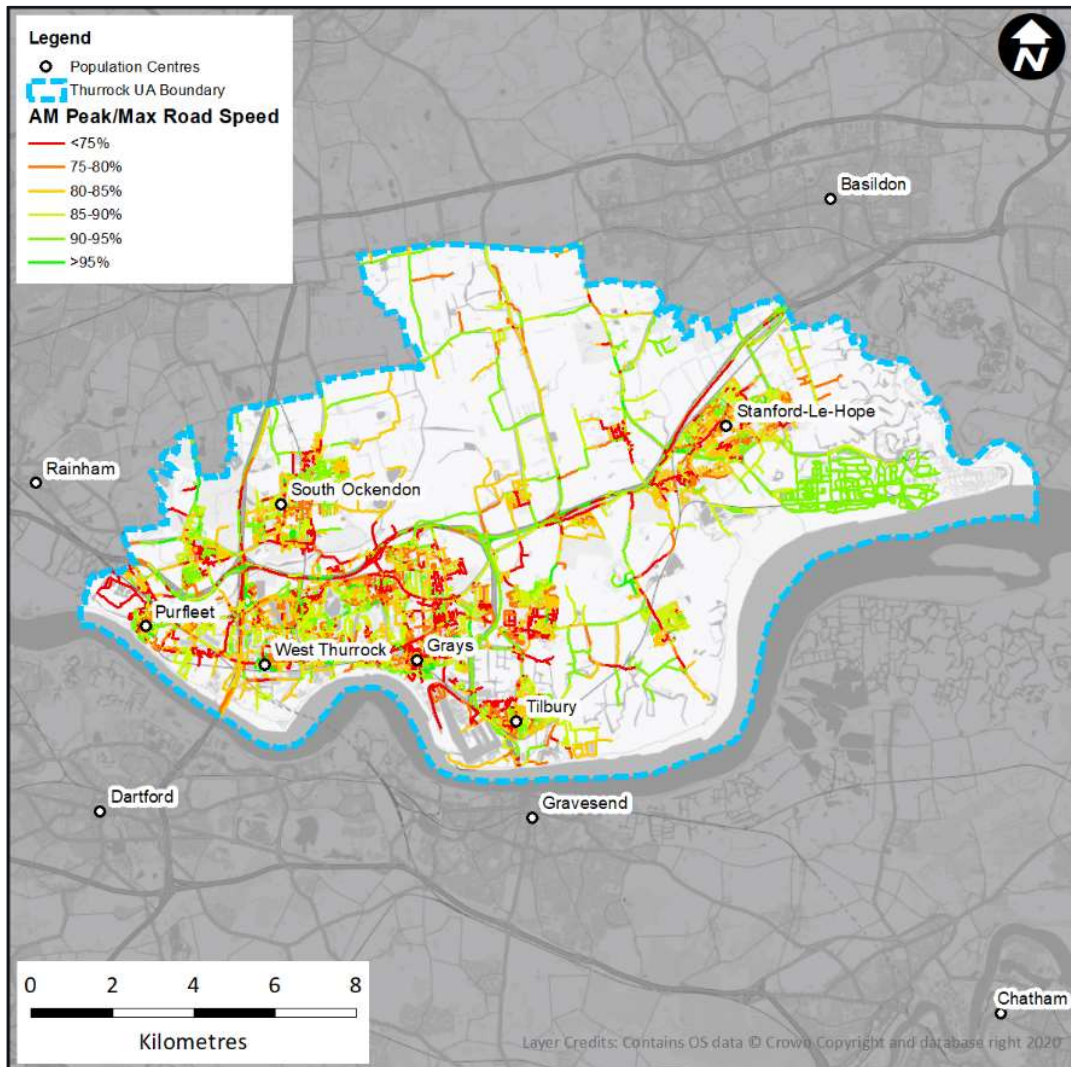 Legend
Population Centres
Thurrock UA Boundary
AM Peak/Max Road Speed
<75%
75-80%
80-85%
85-90%
90-95%
>95%
N
Basildon
Stanford-Le-Hope
Rainham
South Ockendon
Purfleet
West Thurrock
Grays
Tilbury
Dartford
Gravesend
Chatham
0 2 4 6 8
Kilometres
Layer Credits: Contains OS data © Crown Copyright and database right 2020